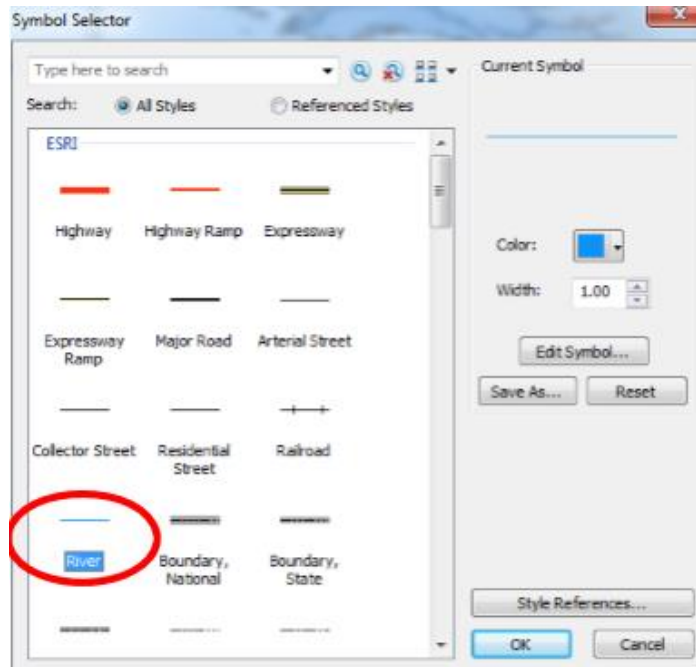 Symbol Selector
Type here to search
Search: All Styles Referenced Styles
ESRI
Highway Highway Ramp Expressway
Expressway Ramp Major Road Arterial Street
Collector Street Residential Street Railroad
River Boundary, National Boundary, State
Current Symbol
Color:
Width: 1.00
Edit Symbol...
Save As... Reset
Style References...
OK Cancel